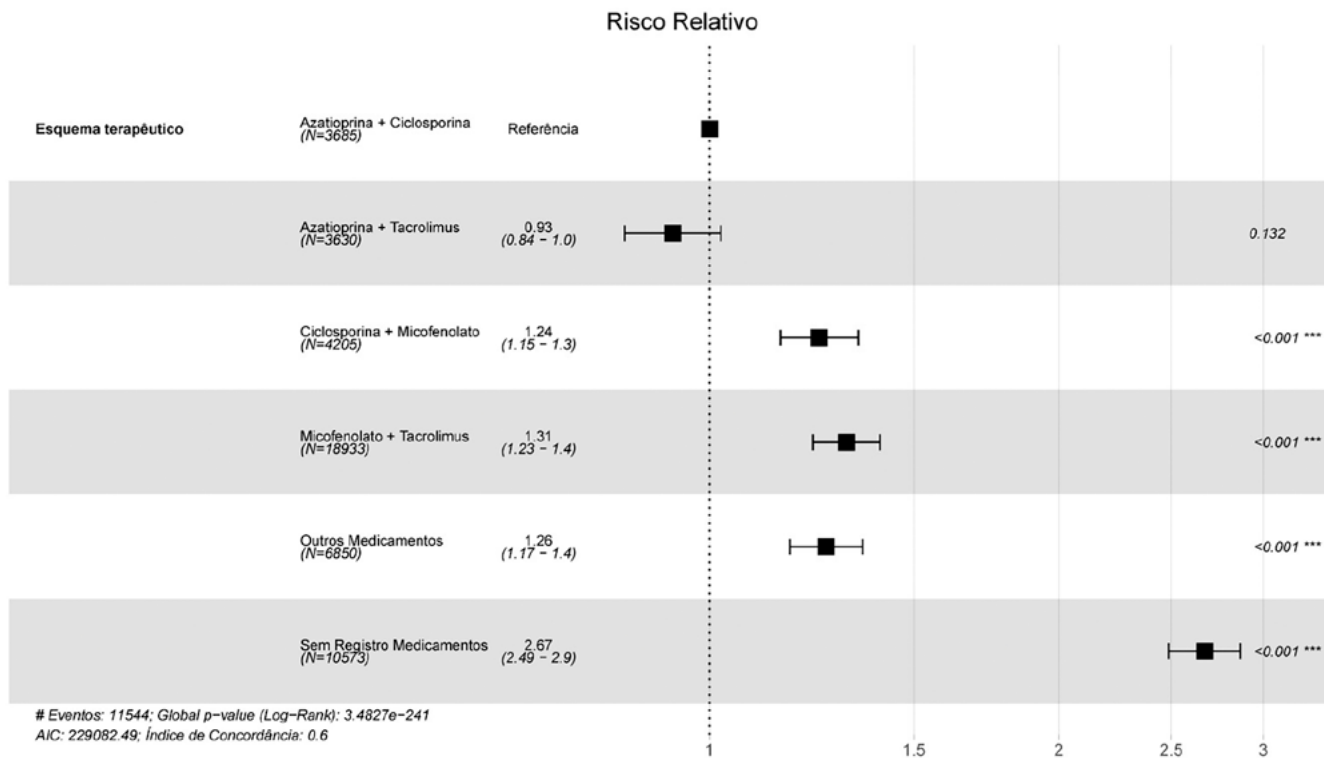 Risco Relativo
Esquema terapêutico
Azatioprina + Ciclosporina
(N=3685)
Referência
Azatioprina + Tacrolimus
(N=3630)
0.93
(0.84 − 1.0)
0.132
Ciclosporina + Micofenolato
(N=4205)
1.24
(1.15 − 1.3)
<0.001 ***
Micofenolato + Tacrolimus
(N=18933)
1.31
(1.23 − 1.4)
<0.001 ***
Outros Medicamentos
(N=6850)
1.26
(1.17 − 1.4)
<0.001 ***
Sem Registro Medicamentos
(N=10573)
2.67
(2.49 − 2.9)
<0.001 ***
# Eventos: 11544; Global p−value (Log−Rank): 3.4827e−241
AIC: 229082.49; Índice de Concordância: 0.6
1 1.5 2 2.5 3